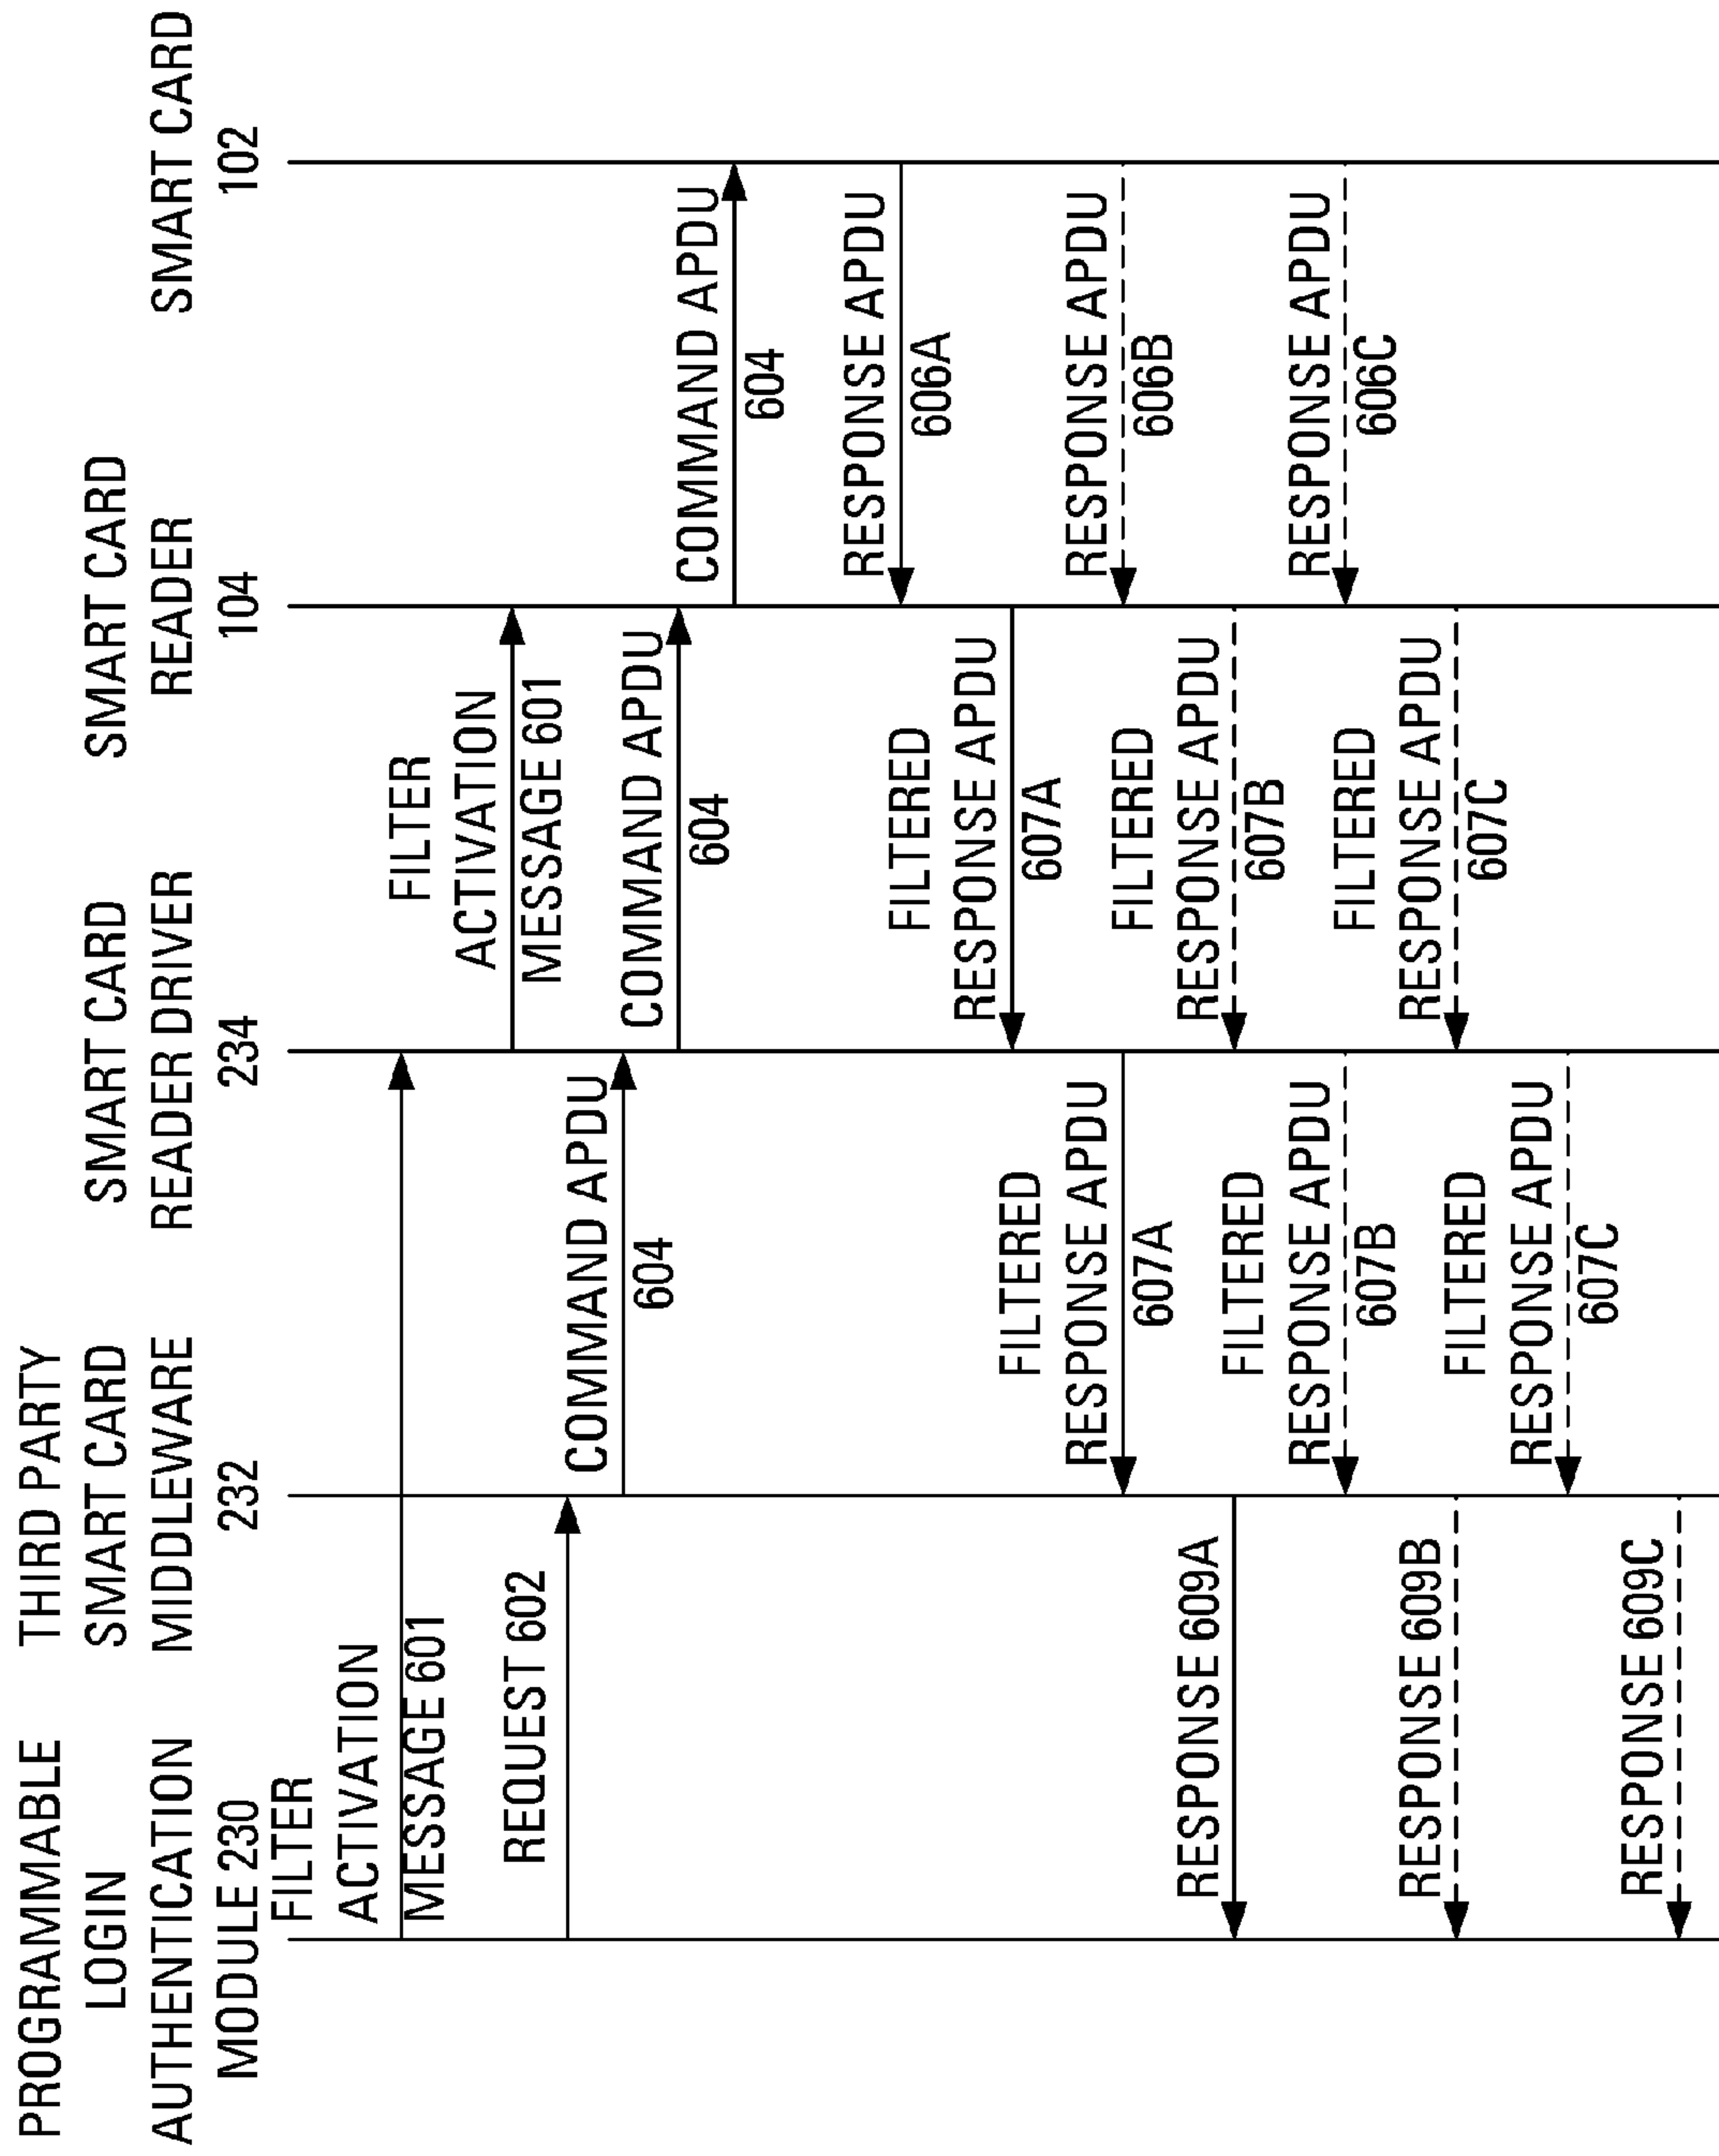 PROGRAMMABLE
LOGIN
AUTHENTICATION
MODULE 230
THIRD PARTY
SMART CARD
MIDDLEWARE
232
SMART CARD
READER DRIVER
234
SMART CARD
READER
104
SMART CARD
102
FILTER
ACTIVATION
MESSAGE 601
FILTER
ACTIVATION
MESSAGE 601
REQUEST 602
COMMAND APDU
604
COMMAND APDU
604
COMMAND APDU
604
RESPONSE APDU
606A
FILTERED
RESPONSE APDU
607A
FILTERED
RESPONSE APDU
607A
RESPONSE 609A
RESPONSE APDU
606B
FILTERED
RESPONSE APDU
607B
FILTERED
RESPONSE APDU
607B
RESPONSE 609B
RESPONSE APDU
606C
FILTERED
RESPONSE APDU
607C
FILTERED
RESPONSE APDU
607C
RESPONSE 609C